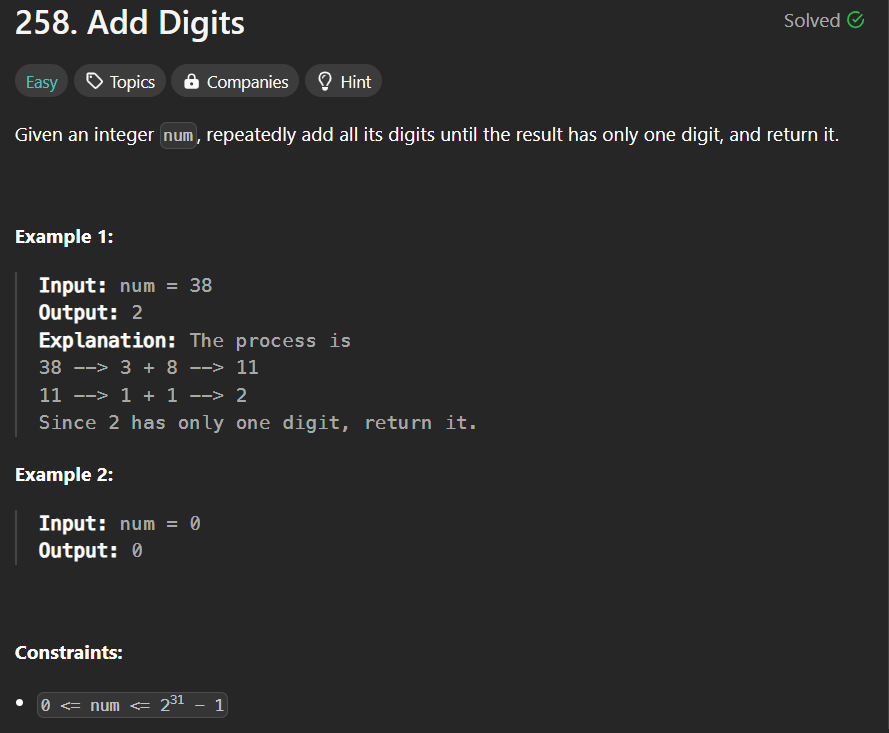 258. Add Digits
Solved
Easy
Topics
Companies
Hint
Given an integer num, repeatedly add all its digits until the result has only one digit, and return it.
Example 1:
Input: num = 38
Output: 2
Explanation: The process is
38 --> 3 + 8 --> 11
11 --> 1 + 1 --> 2
Since 2 has only one digit, return it.
Example 2:
Input: num = 0
Output: 0
Constraints:
• 0 <= num <= 2³¹ - 1